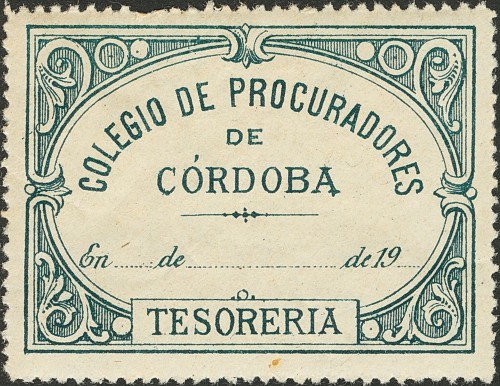 COLEGIO DE PROCURADORES
DE
CÓRDOBA
En ...... de .................................... de 19 ....
TESORERIA